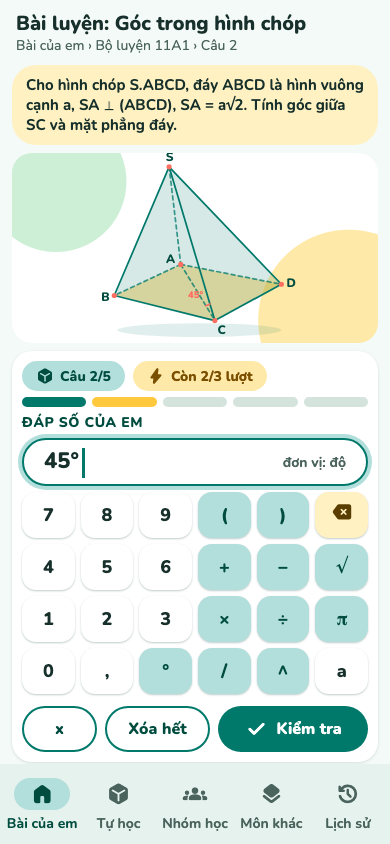 Bài luyện: Góc trong hình chóp
Bài của em › Bộ luyện 11A1 › Câu 2
Cho hình chóp S.ABCD, đáy ABCD là hình vuông
cạnh a, SA ⊥ (ABCD), SA = a√2. Tính góc giữa
SC và mặt phẳng đáy.
S
A
B
D
45°
C
Câu 2/5
Còn 2/3 lượt
ĐÁP SỐ CỦA EM
45°
đơn vị: độ
7 8 9 ( )
4 5 6 + − √
1 2 3 × ÷ π
0 , ° / ^ a
x
Xóa hết
Kiểm tra
Bài của em
Tự học
Nhóm học
Môn khác
Lịch sử